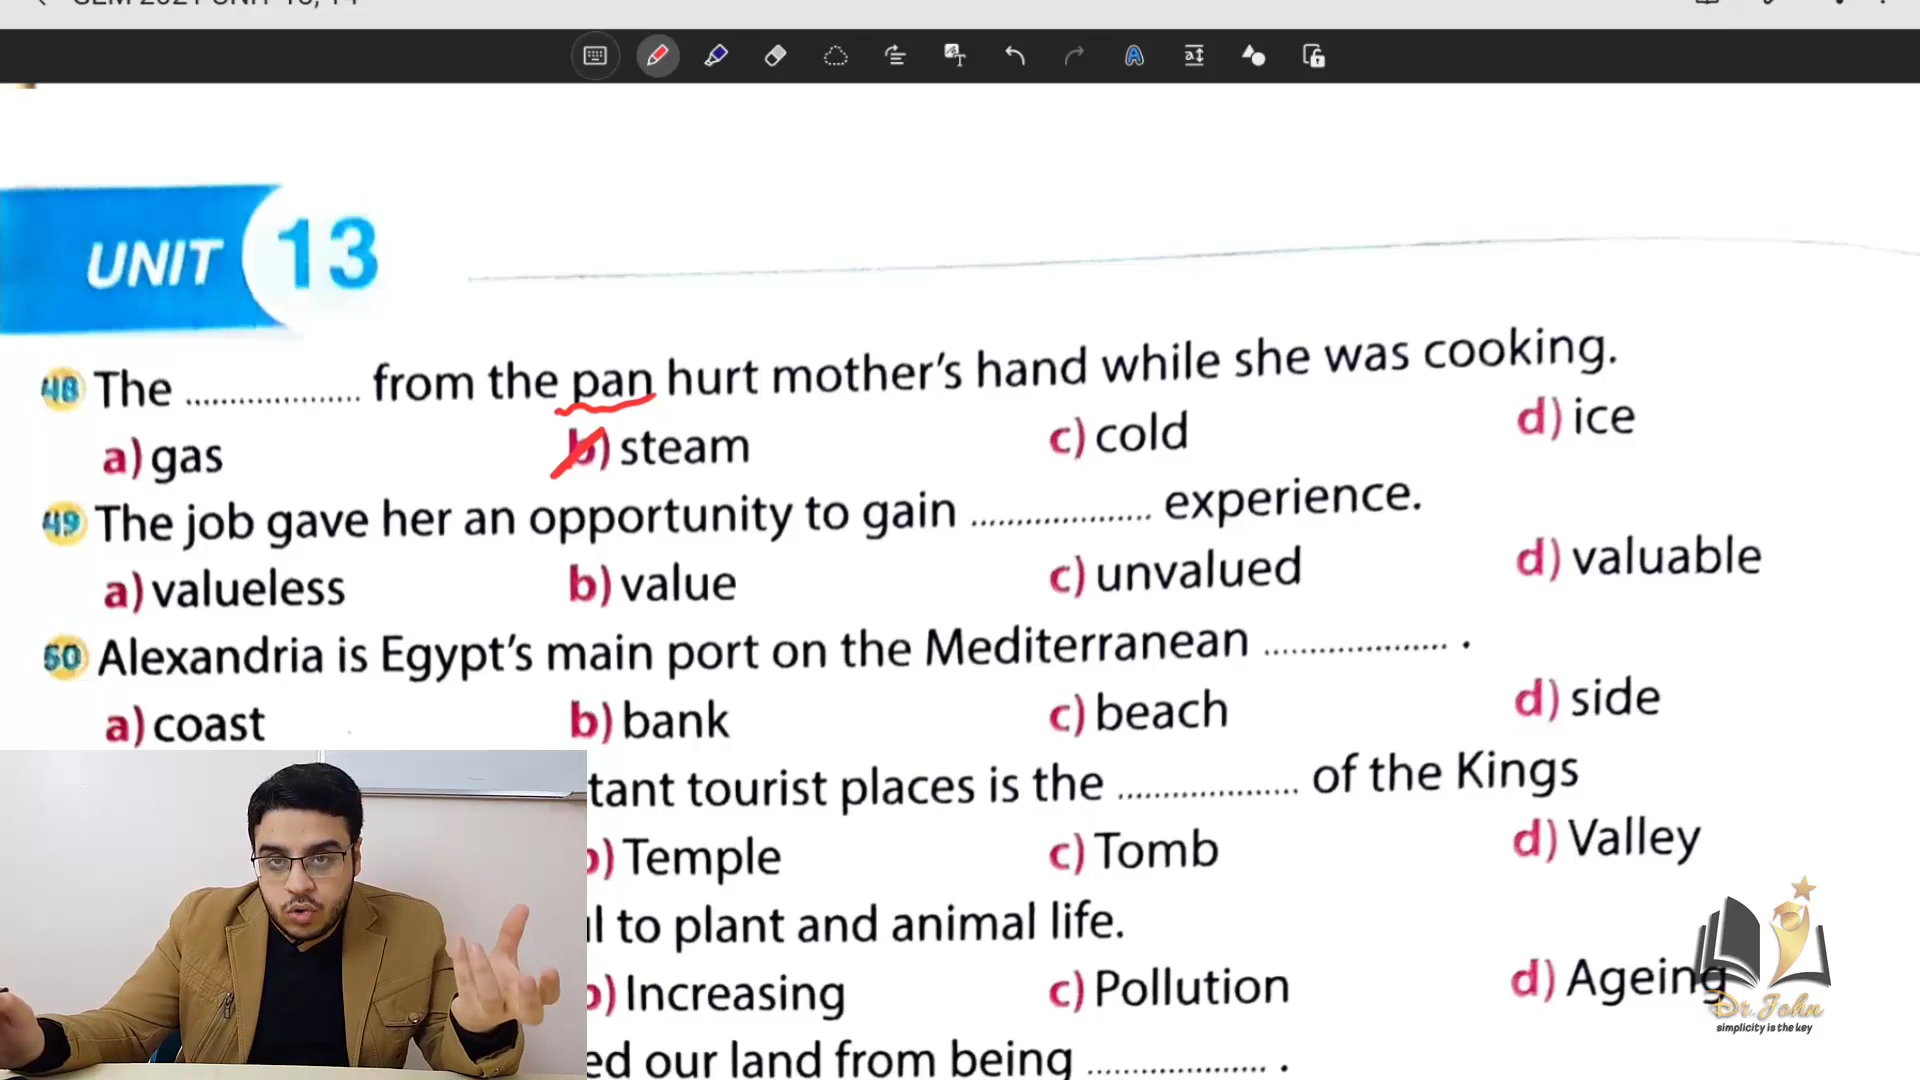 UNIT 13
48 The .................... from the pan hurt mother's hand while she was cooking.
a) gas b) steam c) cold d) ice
49 The job gave her an opportunity to gain .................... experience.
a) valueless b) value c) unvalued d) valuable
50 Alexandria is Egypt's main port on the Mediterranean .................... .
a) coast b) bank c) beach d) side
tant tourist places is the .................... of the Kings
b) Temple c) Tomb d) Valley
l to plant and animal life.
b) Increasing c) Pollution d) Ageing
ed our land from being .................... .
Dr.John
simplicity is the key